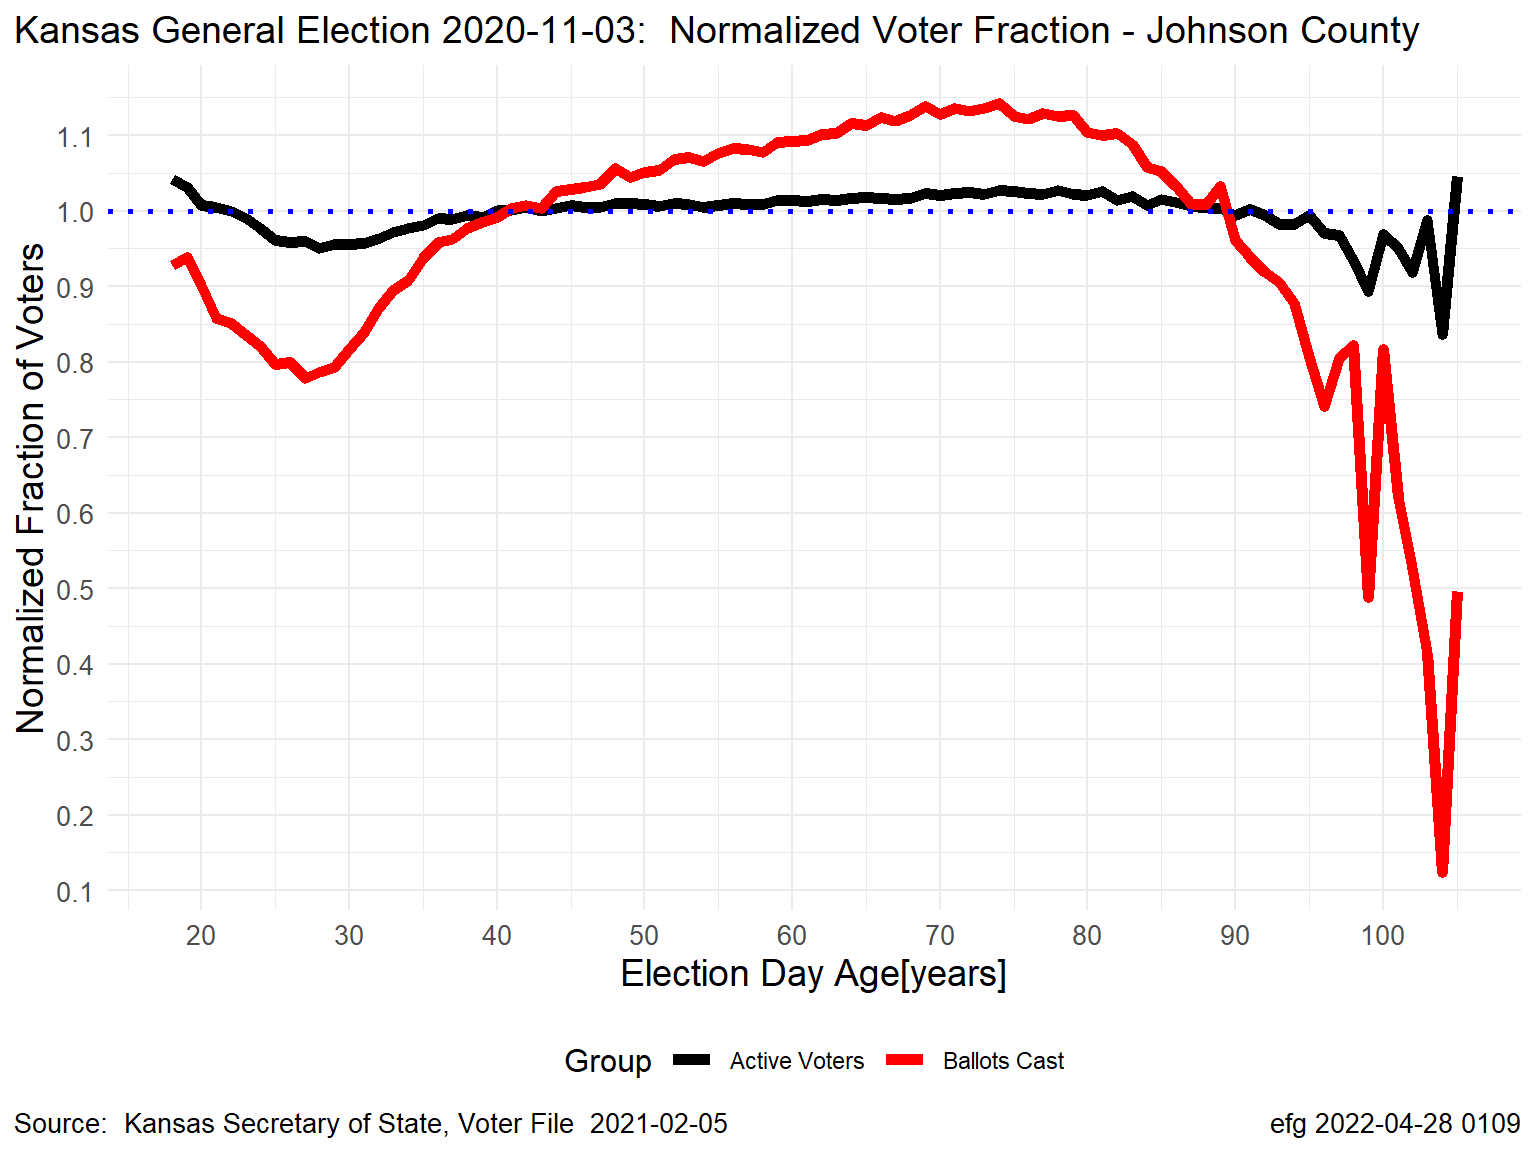 Kansas General Election 2020-11-03:  Normalized Voter Fraction - Johnson County
Normalized Fraction of Voters
1.1
1.0
0.9
0.8
0.7
0.6
0.5
0.4
0.3
0.2
0.1
20 30 40 50 60 70 80 90 100
Election Day Age[years]
Group Active Voters Ballots Cast
Source:  Kansas Secretary of State, Voter File  2021-02-05
efg 2022-04-28 0109